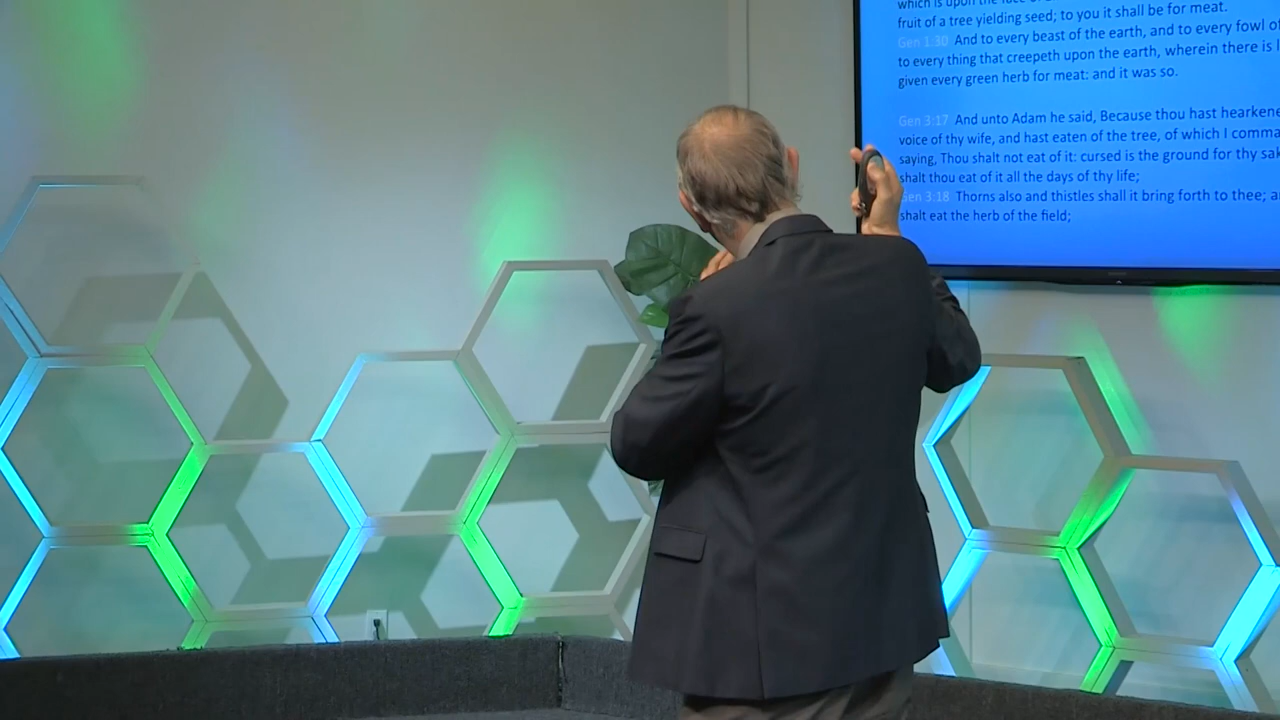 which is upon the face of
fruit of a tree yielding seed; to you it shall be for meat.
Gen 1:30 And to every beast of the earth, and to every fowl of
to every thing that creepeth upon the earth, wherein there is
given every green herb for meat: and it was so.
Gen 3:17 And unto Adam he said, Because thou hast hearkene
voice of thy wife, and hast eaten of the tree, of which I comma
saying, Thou shalt not eat of it: cursed is the ground for thy sak
shalt thou eat of it all the days of thy life;
Gen 3:18 Thorns also and thistles shall it bring forth to thee; a
shalt eat the herb of the field;